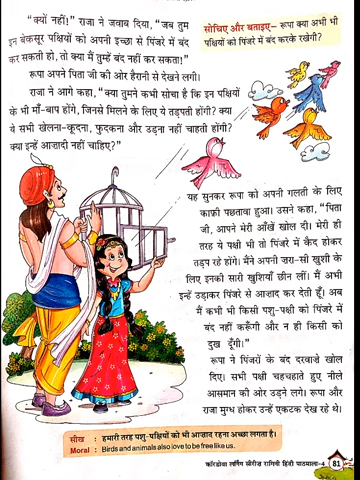 “क्यों नहीं!” राजा ने जवाब दिया, “जब तुम
इन बेकसूर पक्षियों को अपनी इच्छा से पिंजरे में बंद
कर सकती हो, तो क्या मैं तुम्हें बंद नहीं कर सकता!”
रूपा अपने पिता जी की ओर हैरानी से देखने लगी।
राजा ने आगे कहा, “क्या तुमने कभी सोचा है कि इन पक्षियों
के भी माँ-बाप होंगे, जिनसे मिलने के लिए ये तड़पती होंगी? क्या
ये सभी खेलना-कूदना, फुदकना और उड़ना नहीं चाहती होंगी?
क्या इन्हें आज़ादी नहीं चाहिए?”
सोचिए और बताइए– रूपा क्या अभी भी
पक्षियों को पिंजरे में बंद करके रखेगी?
यह सुनकर रूपा को अपनी गलती के लिए
काफ़ी पछतावा हुआ। उसने कहा, “पिता
जी, आपने मेरी आँखें खोल दी। मेरी ही
तरह ये पक्षी भी तो पिंजरे में कैद होकर
तड़प रहे होंगे। मैंने अपनी ज़रा-सी खुशी के
लिए इनकी सारी खुशियाँ छीन लीं। मैं अभी
इन्हें उड़ाकर पिंजरे से आज़ाद कर देती हूँ। अब
मैं कभी भी किसी पशु-पक्षी को पिंजरे में
बंद नहीं करूँगी और न ही किसी को
दुख दूँगी।”
रूपा ने पिंजरों के बंद दरवाज़े खोल
दिए। सभी पक्षी चहचहाते हुए नीले
आसमान की ओर उड़ने लगे। रूपा और
राजा मुग्ध होकर उन्हें एकटक देख रहे थे।
सीख : हमारी तरह पशु-पक्षियों को भी आज़ाद रहना अच्छा लगता है।
Moral : Birds and animals also love to be free like us.
कॉरडोवा लर्निंग सीरीज़ रागिनी हिंदी पाठमाला-4 81